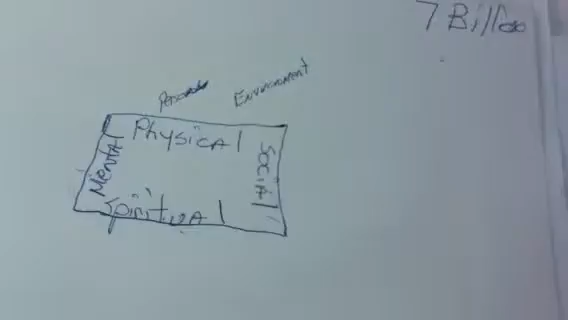 7 Billion
Personal Environment
Physical
Mental
Social
Spiritual